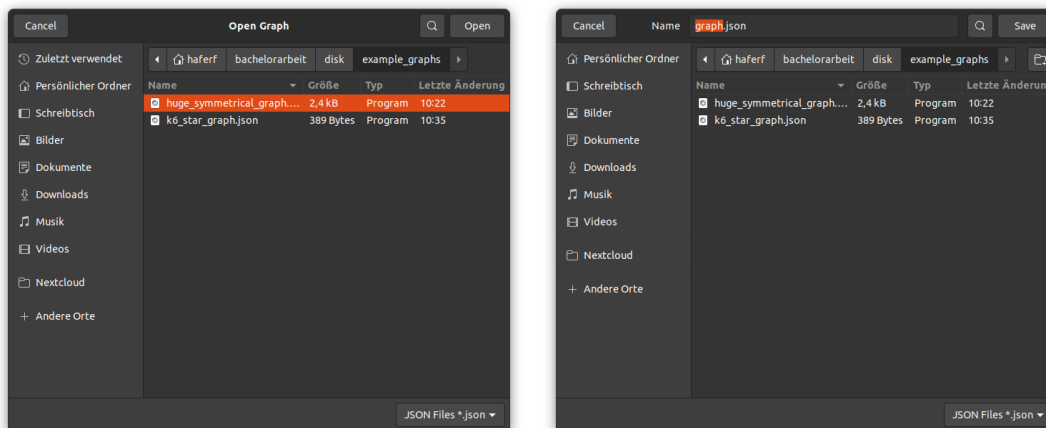 Cancel Open Graph Open
Zuletzt verwendet
Persönlicher Ordner
Schreibtisch
Bilder
Dokumente
Downloads
Musik
Videos
Nextcloud
Andere Orte
haferf bachelorarbeit disk example_graphs
Name Größe Typ Letzte Änderung
huge_symmetrical_graph.... 2,4 kB Program 10:22
k6_star_graph.json 389 Bytes Program 10:35
JSON Files *.json
Cancel Name graph.json Save
Persönlicher Ordner
Schreibtisch
Bilder
Dokumente
Downloads
Musik
Videos
Nextcloud
Andere Orte
haferf bachelorarbeit disk example_graphs
Name Größe Typ Letzte Änderun
huge_symmetrical_graph.... 2,4 kB Program 10:22
k6_star_graph.json 389 Bytes Program 10:35
JSON Files *.json